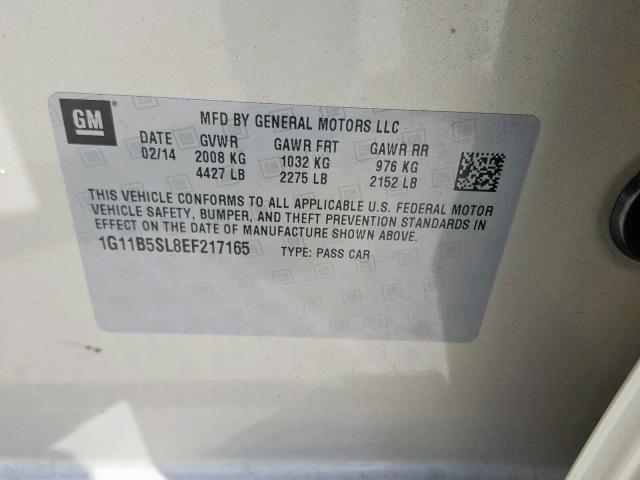 GM®
MFD BY GENERAL MOTORS LLC
DATE GVWR GAWR FRT GAWR RR
02/14 2008 KG 1032 KG 976 KG
4427 LB 2275 LB 2152 LB
THIS VEHICLE CONFORMS TO ALL APPLICABLE U.S. FEDERAL MOTOR
VEHICLE SAFETY, BUMPER, AND THEFT PREVENTION STANDARDS IN
EFFECT ON THE DATE OF MANUFACTURE SHOWN ABOVE.
1G11B5SL8EF217165 TYPE: PASS CAR